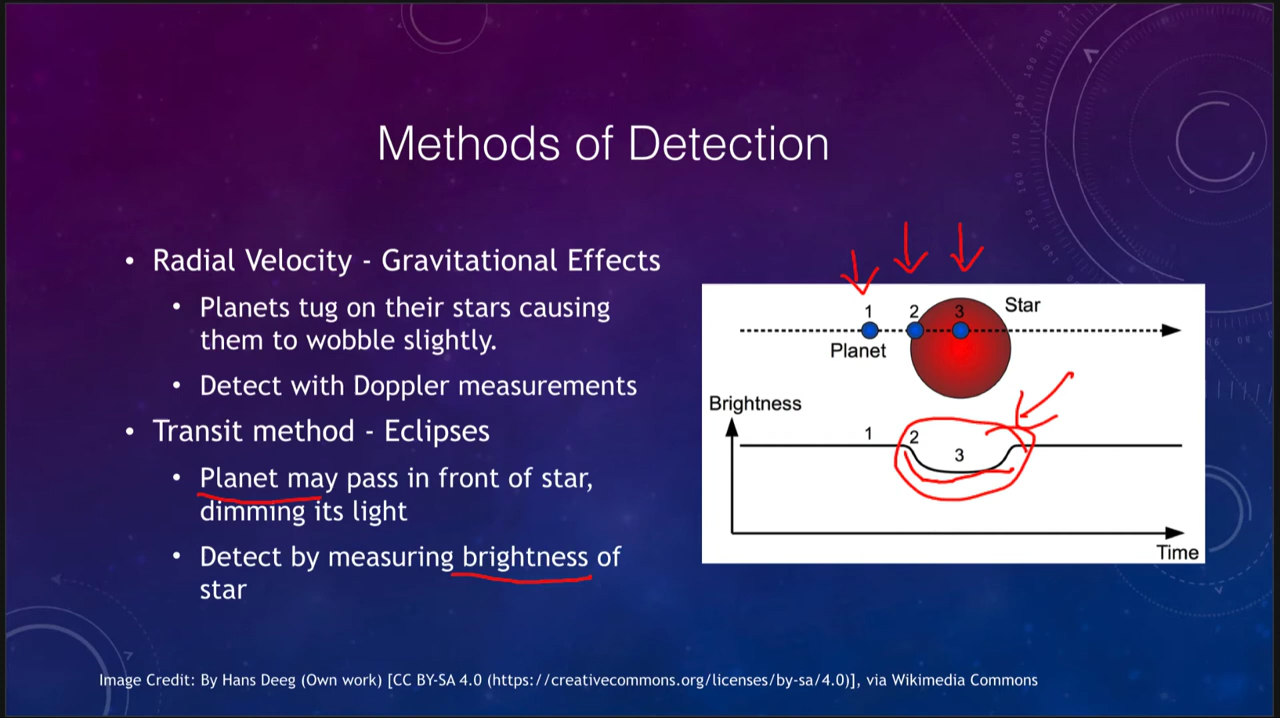 Methods of Detection
• Radial Velocity - Gravitational Effects
• Planets tug on their stars causing
them to wobble slightly.
• Detect with Doppler measurements
• Transit method - Eclipses
• Planet may pass in front of star,
dimming its light
• Detect by measuring brightness of
star
1 2 3 Star
Planet
Brightness
1 2
3
Time
Image Credit: By Hans Deeg (Own work) [CC BY-SA 4.0 (https://creativecommons.org/licenses/by-sa/4.0)], via Wikimedia Commons